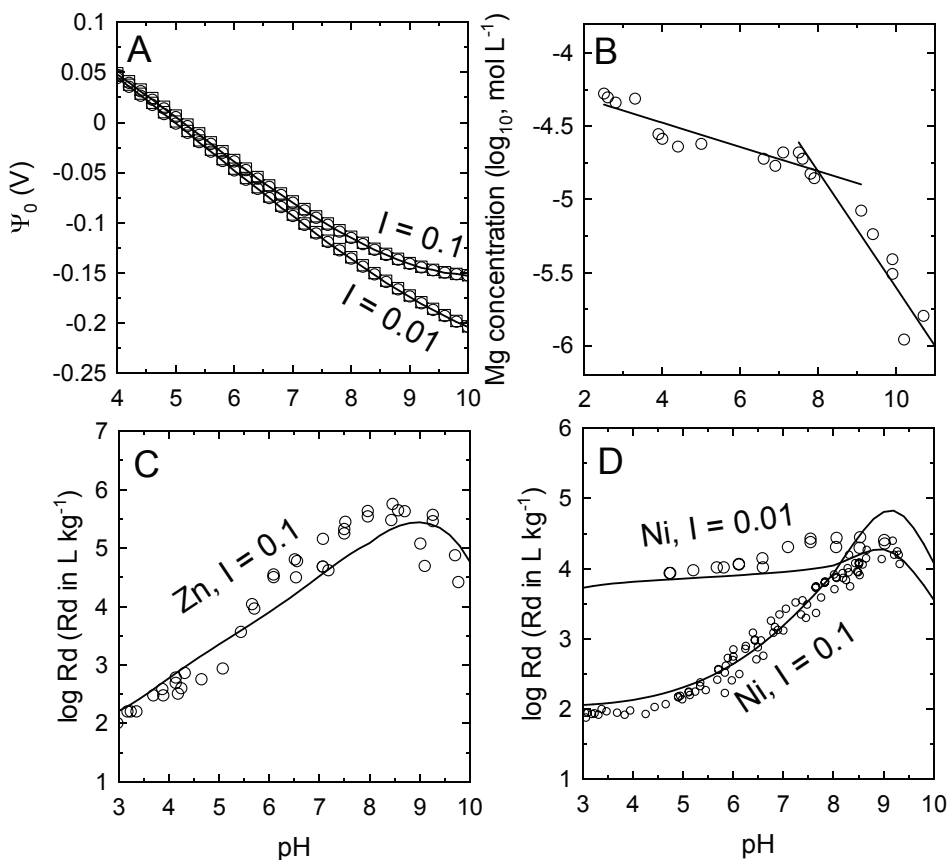 A
0.1
0.05
0
-0.05
-0.1
-0.15
-0.2
-0.25
Ψ0 (V)
I = 0.1
I = 0.01
4 5 6 7 8 9 10
B
-4
-4.5
-5
-5.5
-6
Mg concentration (log10, mol L-1)
2 4 6 8 10
C
7
6
5
4
3
2
1
log Rd (Rd in L kg-1)
Zn, I = 0.1
3 4 5 6 7 8 9 10
pH
D
6
5
4
3
2
1
log Rd (Rd in L kg-1)
Ni, I = 0.01
Ni, I = 0.1
3 4 5 6 7 8 9 10
pH